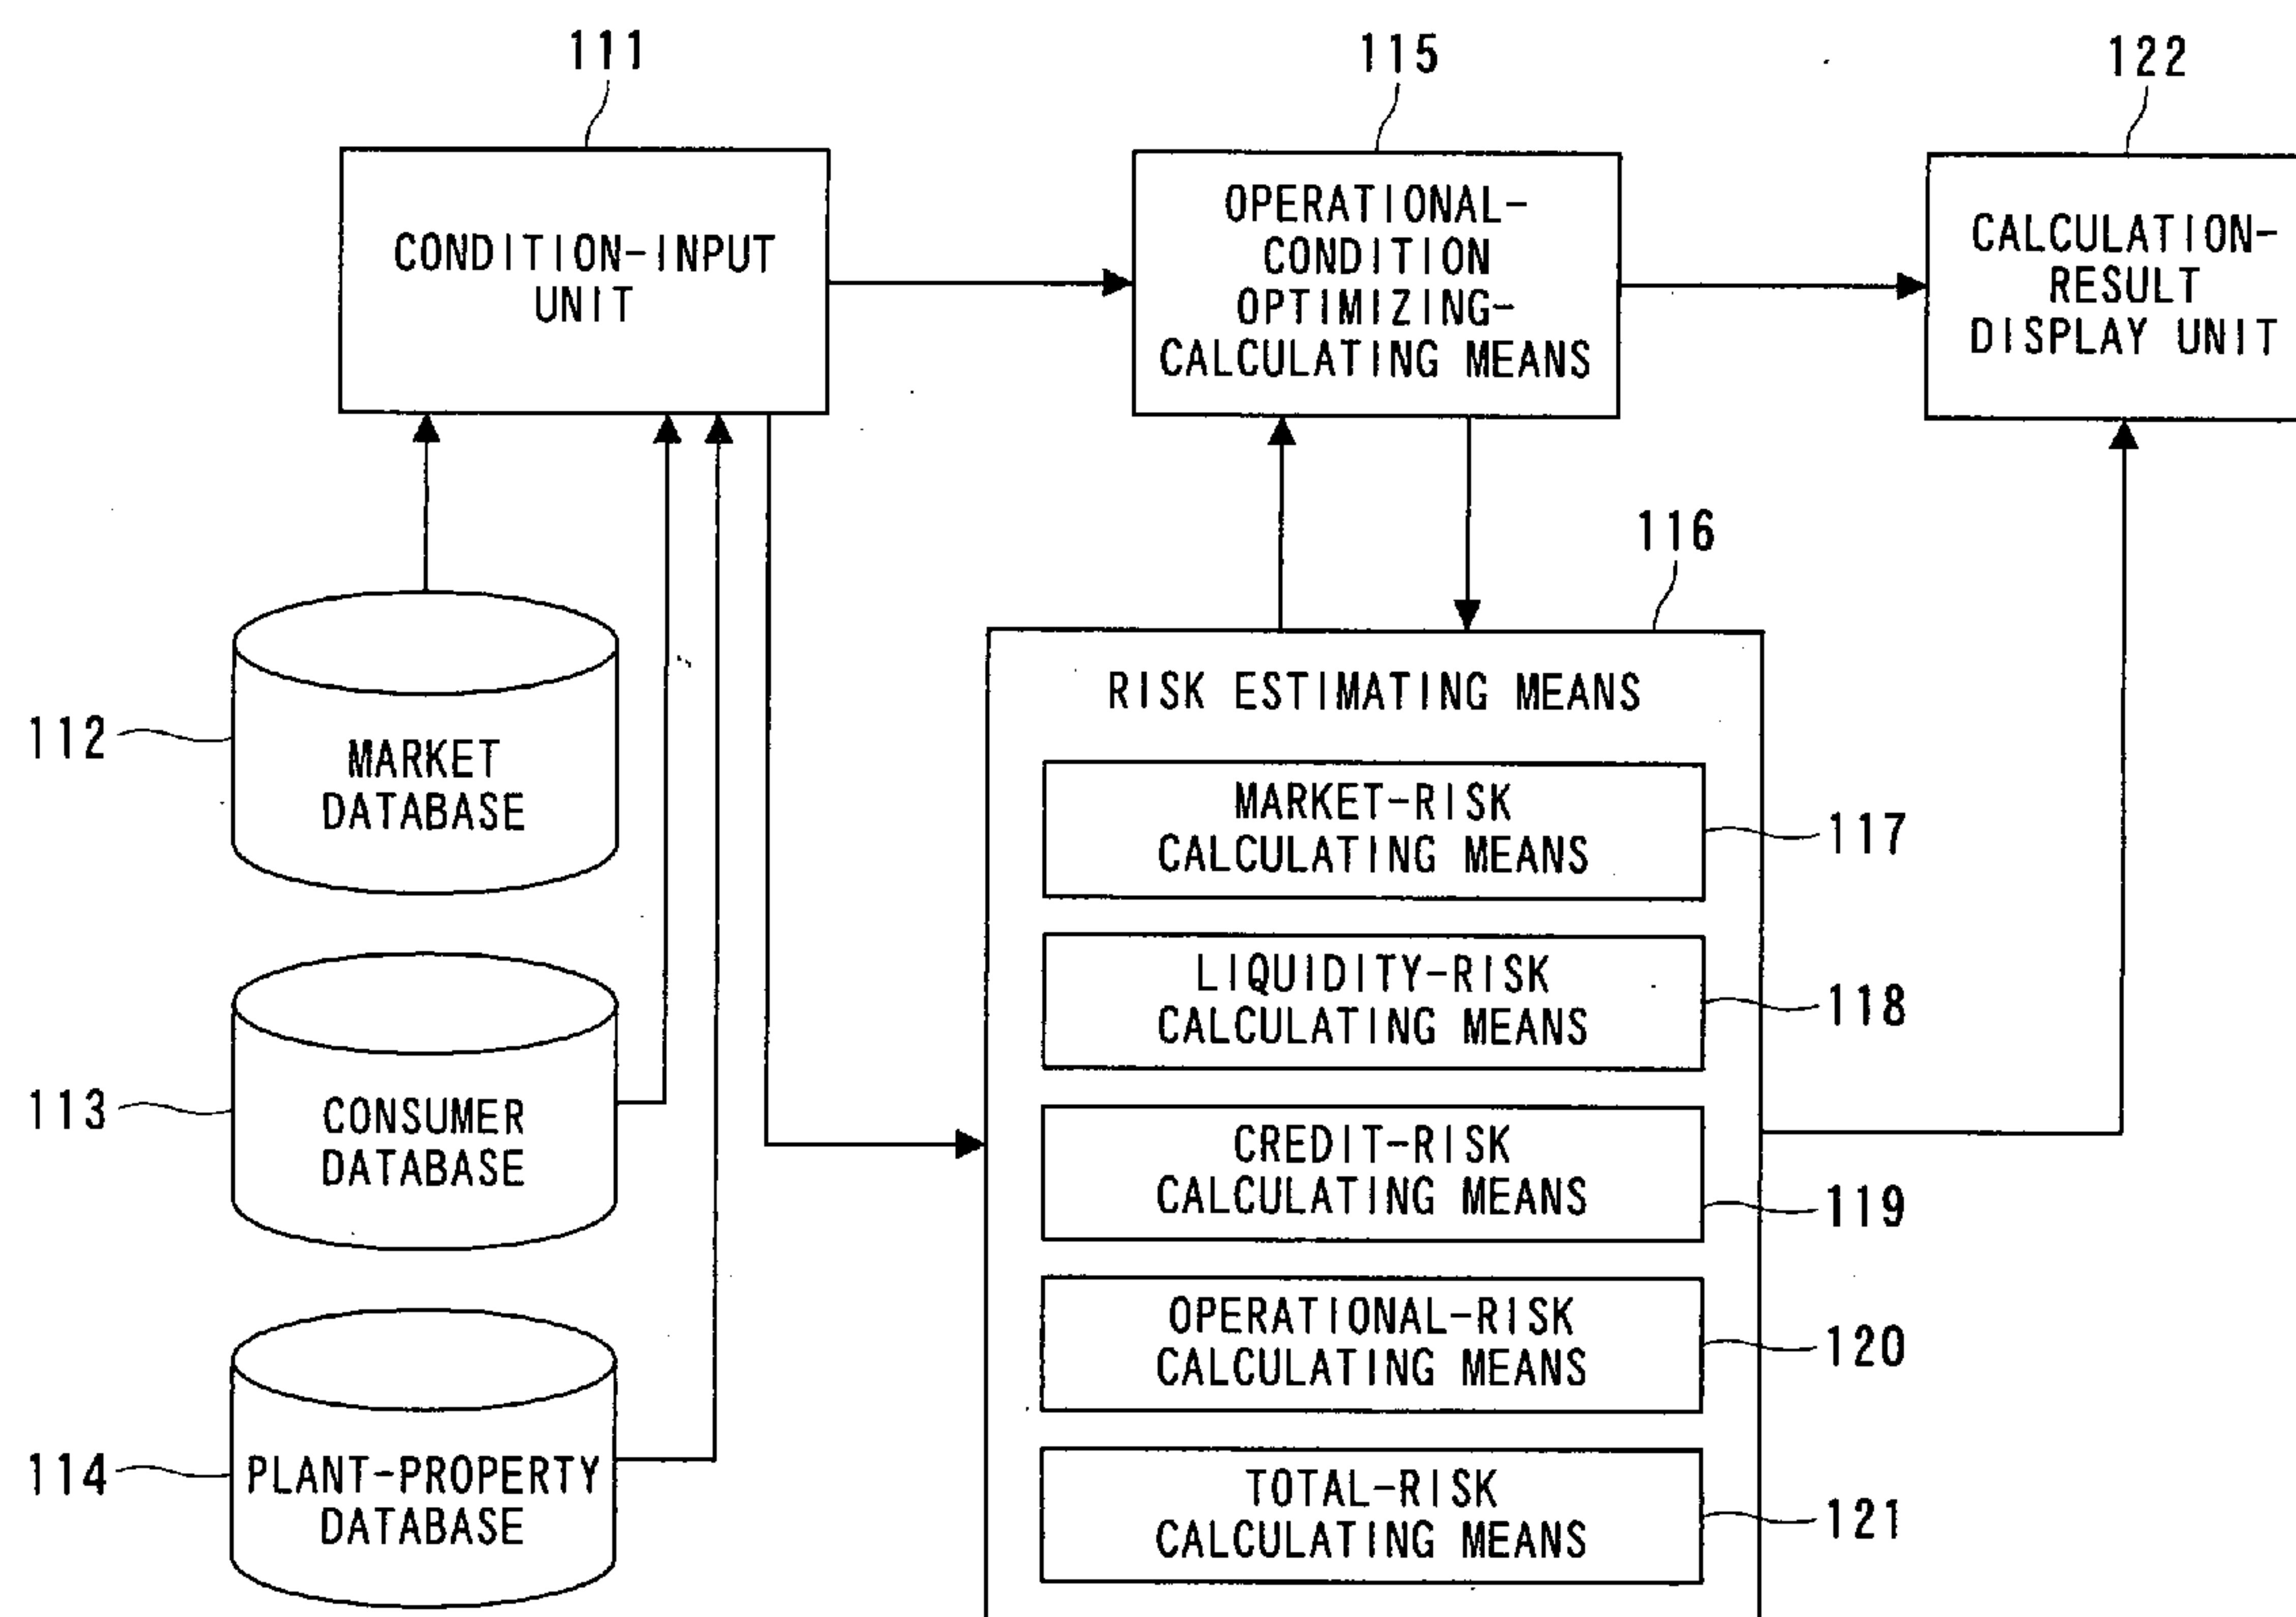 111
115
122
CONDITION-INPUT
UNIT
OPERATIONAL-
CONDITION
OPTIMIZING-
CALCULATING MEANS
CALCULATION-
RESULT
DISPLAY UNIT
116
RISK ESTIMATING MEANS
112
MARKET
DATABASE
MARKET-RISK
CALCULATING MEANS
117
LIQUIDITY-RISK
CALCULATING MEANS
118
113
CONSUMER
DATABASE
CREDIT-RISK
CALCULATING MEANS
119
OPERATIONAL-RISK
CALCULATING MEANS
120
114
PLANT-PROPERTY
DATABASE
TOTAL-RISK
CALCULATING MEANS
121